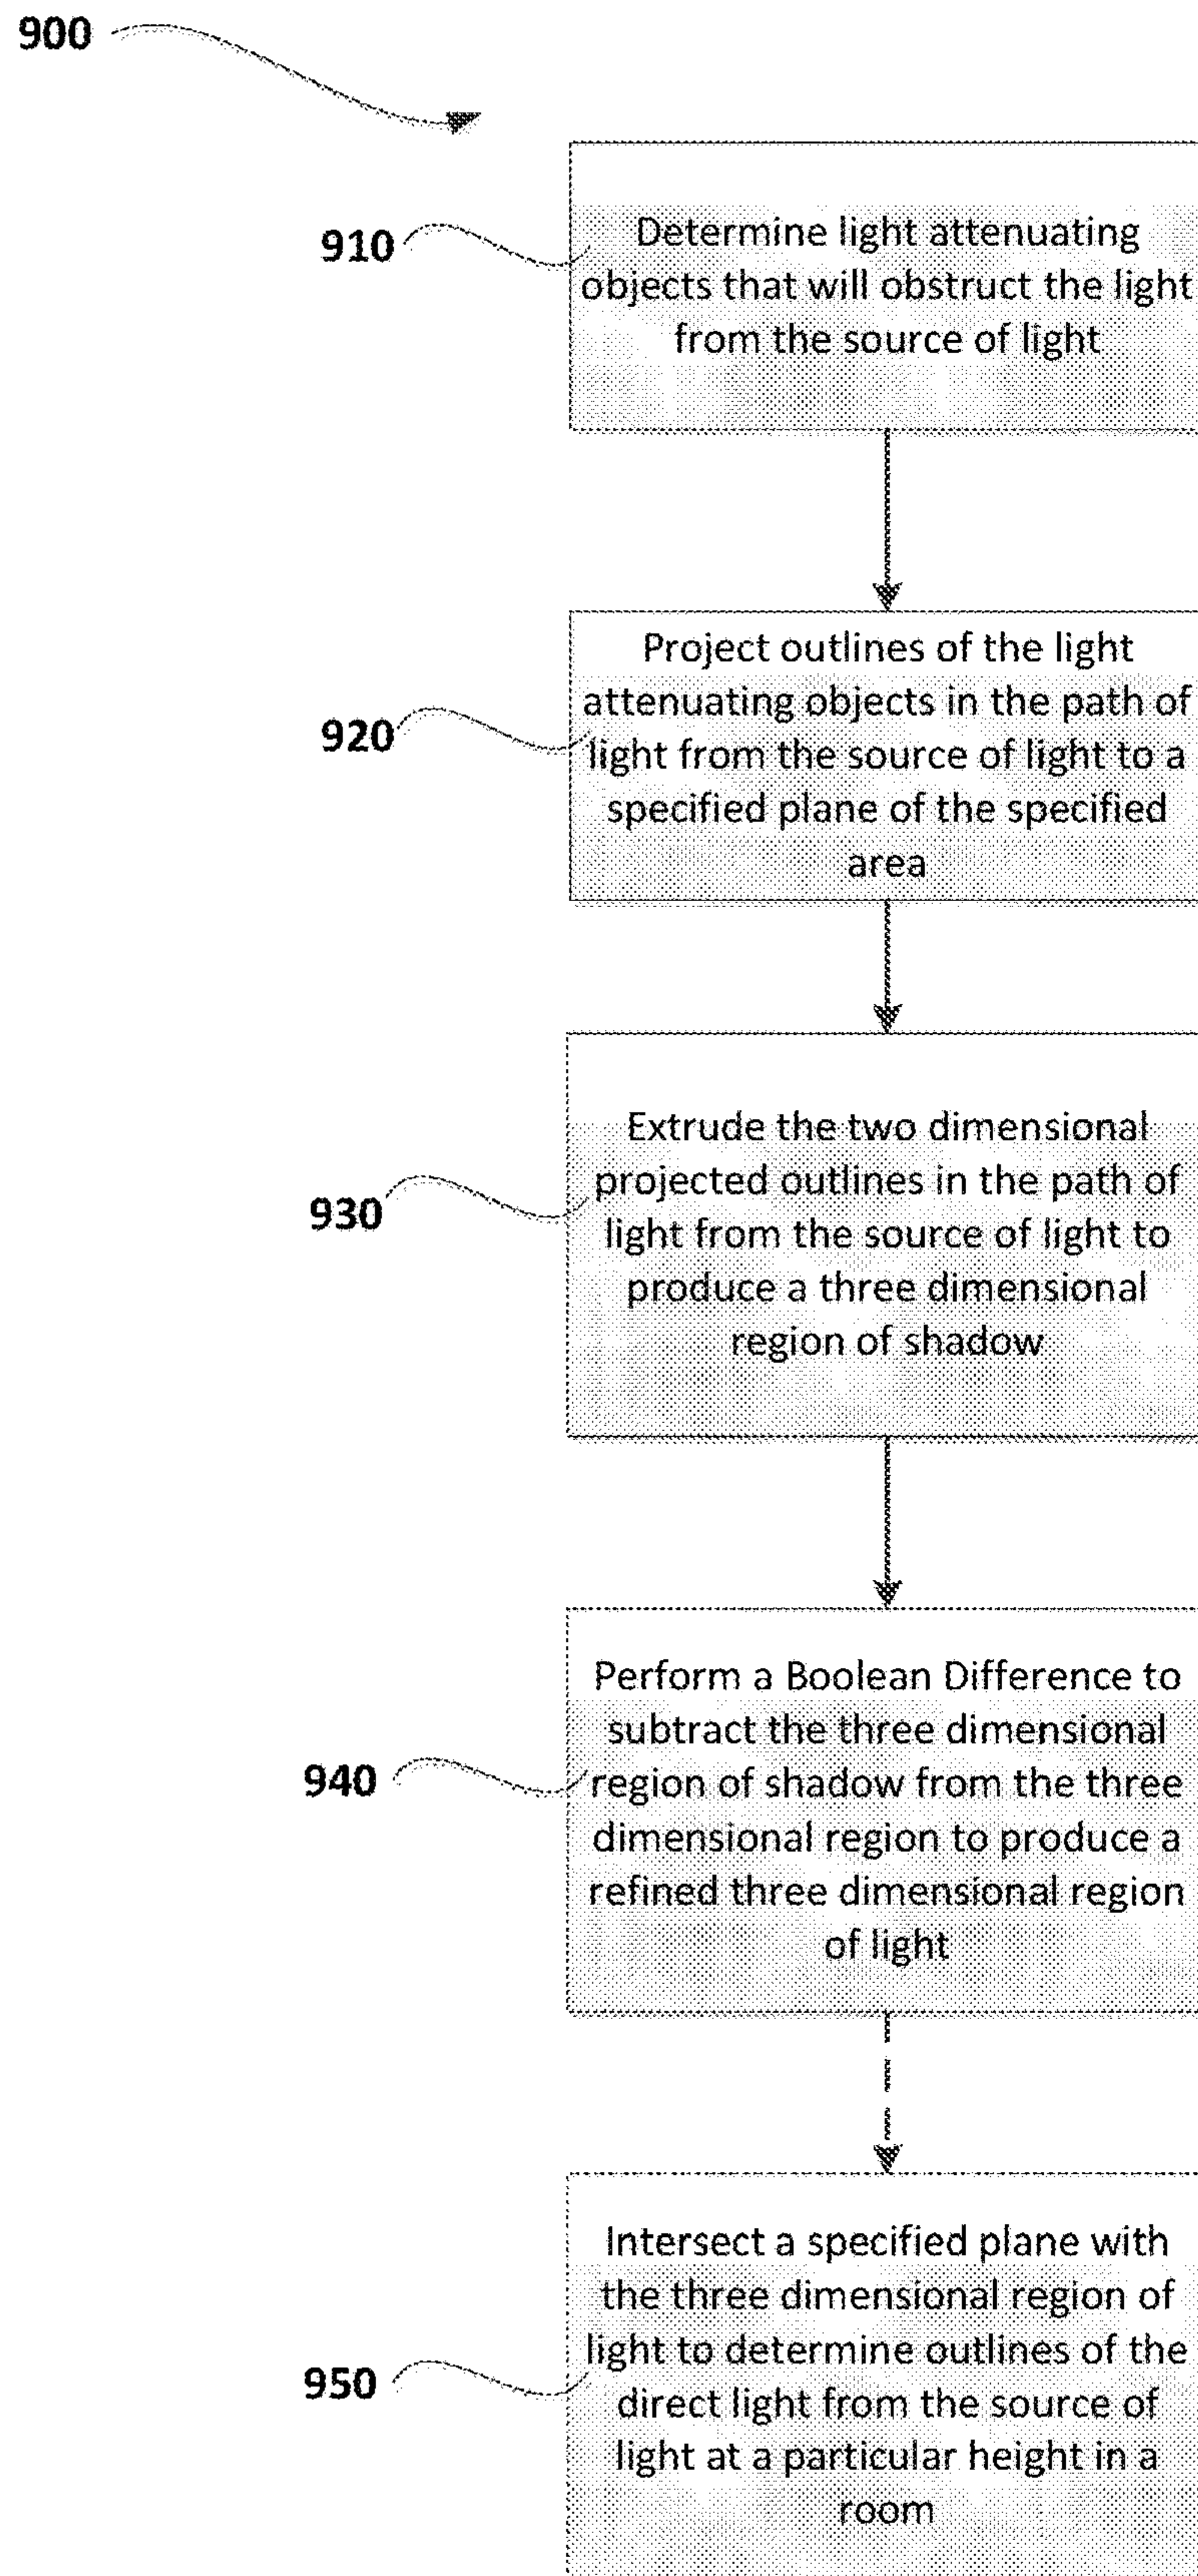 900
910
Determine light attenuating
objects that will obstruct the light
from the source of light
920
Project outlines of the light
attenuating objects in the path of
light from the source of light to a
specified plane of the specified
area
930
Extrude the two dimensional
projected outlines in the path of
light from the source of light to
produce a three dimensional
region of shadow
940
Perform a Boolean Difference to
subtract the three dimensional
region of shadow from the three
dimensional region to produce a
refined three dimensional region
of light
950
Intersect a specified plane with
the three dimensional region of
light to determine outlines of the
direct light from the source of
light at a particular height in a
room